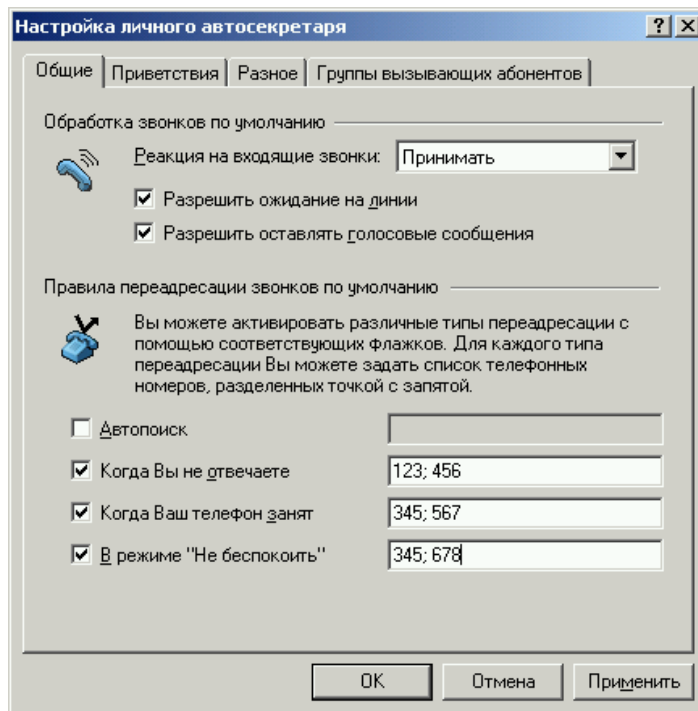 Настройка личного автосекретаря
Общие Приветствия Разное Группы вызывающих абонентов
Обработка звонков по умолчанию
Реакция на входящие звонки: Принимать
Разрешить ожидание на линии
Разрешить оставлять голосовые сообщения
Правила переадресации звонков по умолчанию
Вы можете активировать различные типы переадресации с
помощью соответствующих флажков. Для каждого типа
переадресации Вы можете задать список телефонных
номеров, разделенных точкой с запятой.
Автопоиск
Когда Вы не отвечаете 123; 456
Когда Ваш телефон занят 345; 567
В режиме "Не беспокоить" 345; 678
OK Отмена Применить